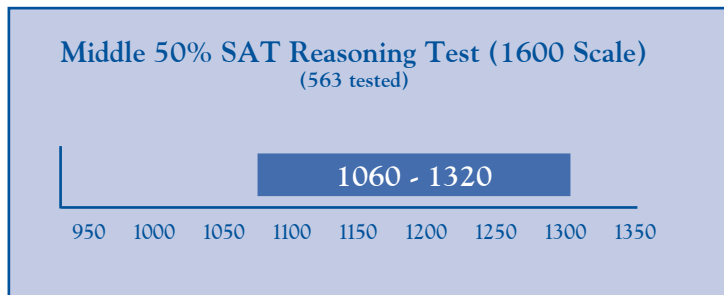 Middle 50% SAT Reasoning Test (1600 Scale)
(563 tested)
1060 - 1320
950 1000 1050 1100 1150 1200 1250 1300 1350